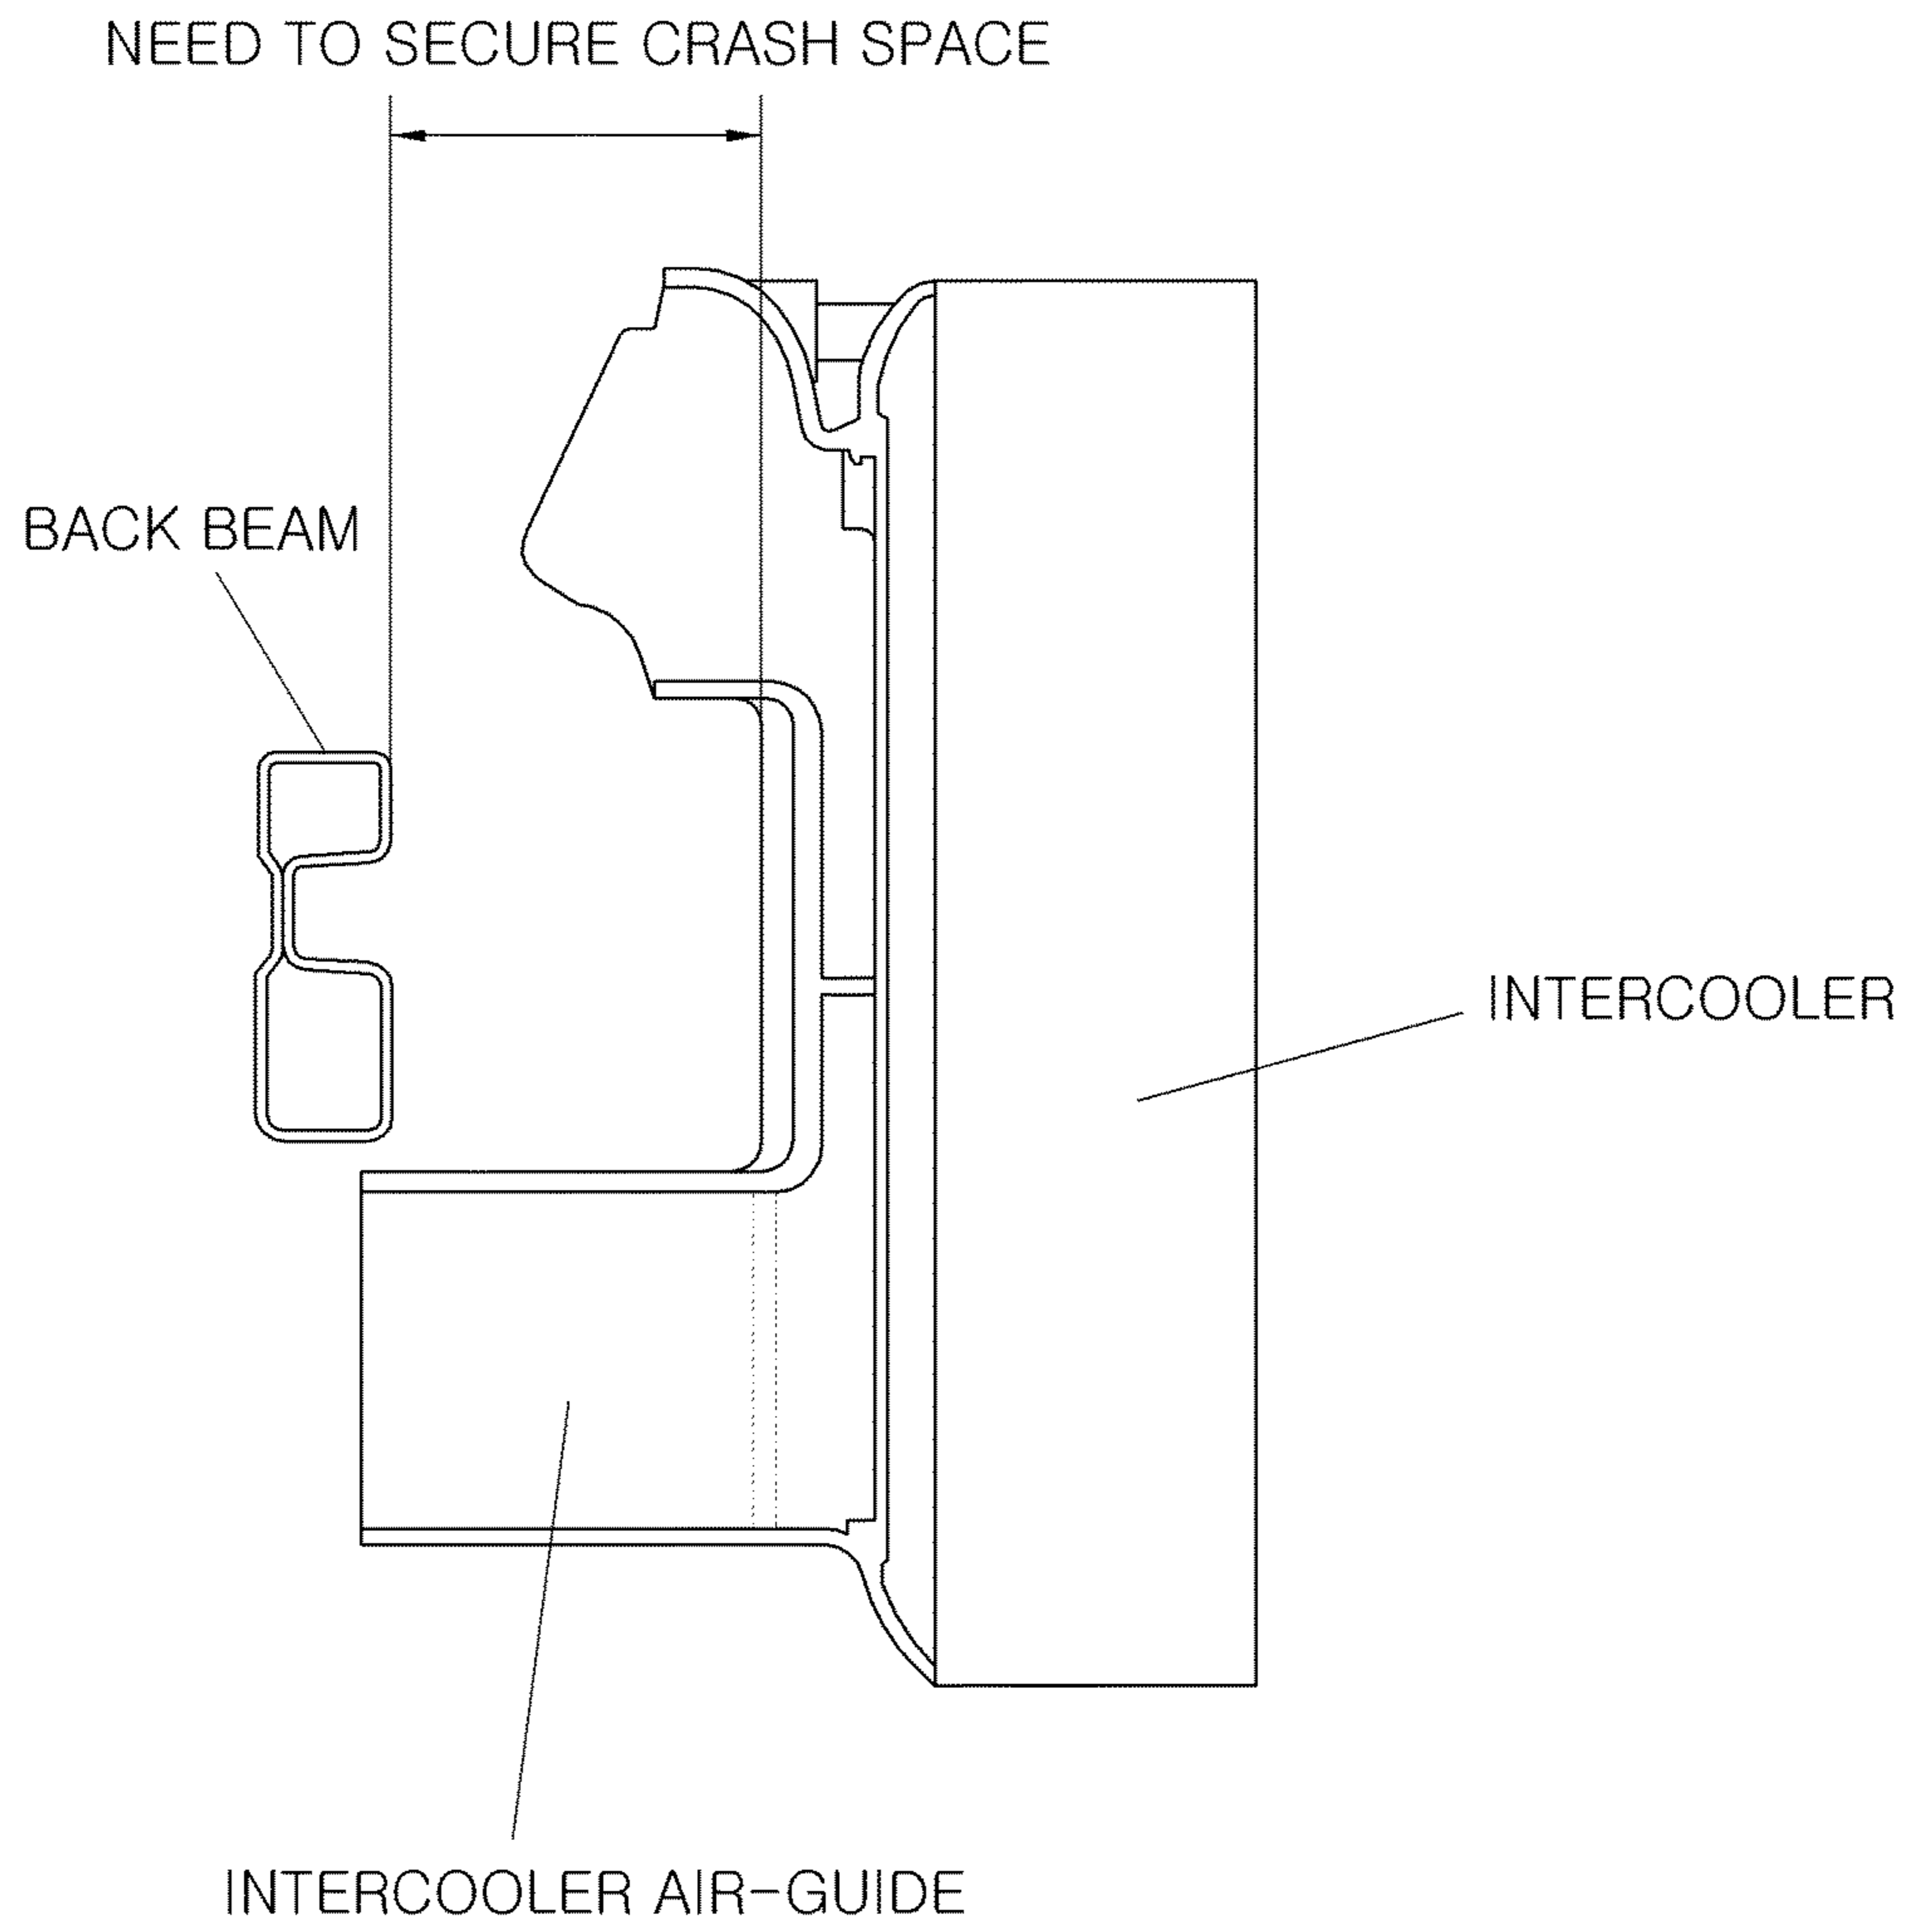 NEED TO SECURE CRASH SPACE
BACK BEAM
INTERCOOLER
INTERCOOLER AIR-GUIDE